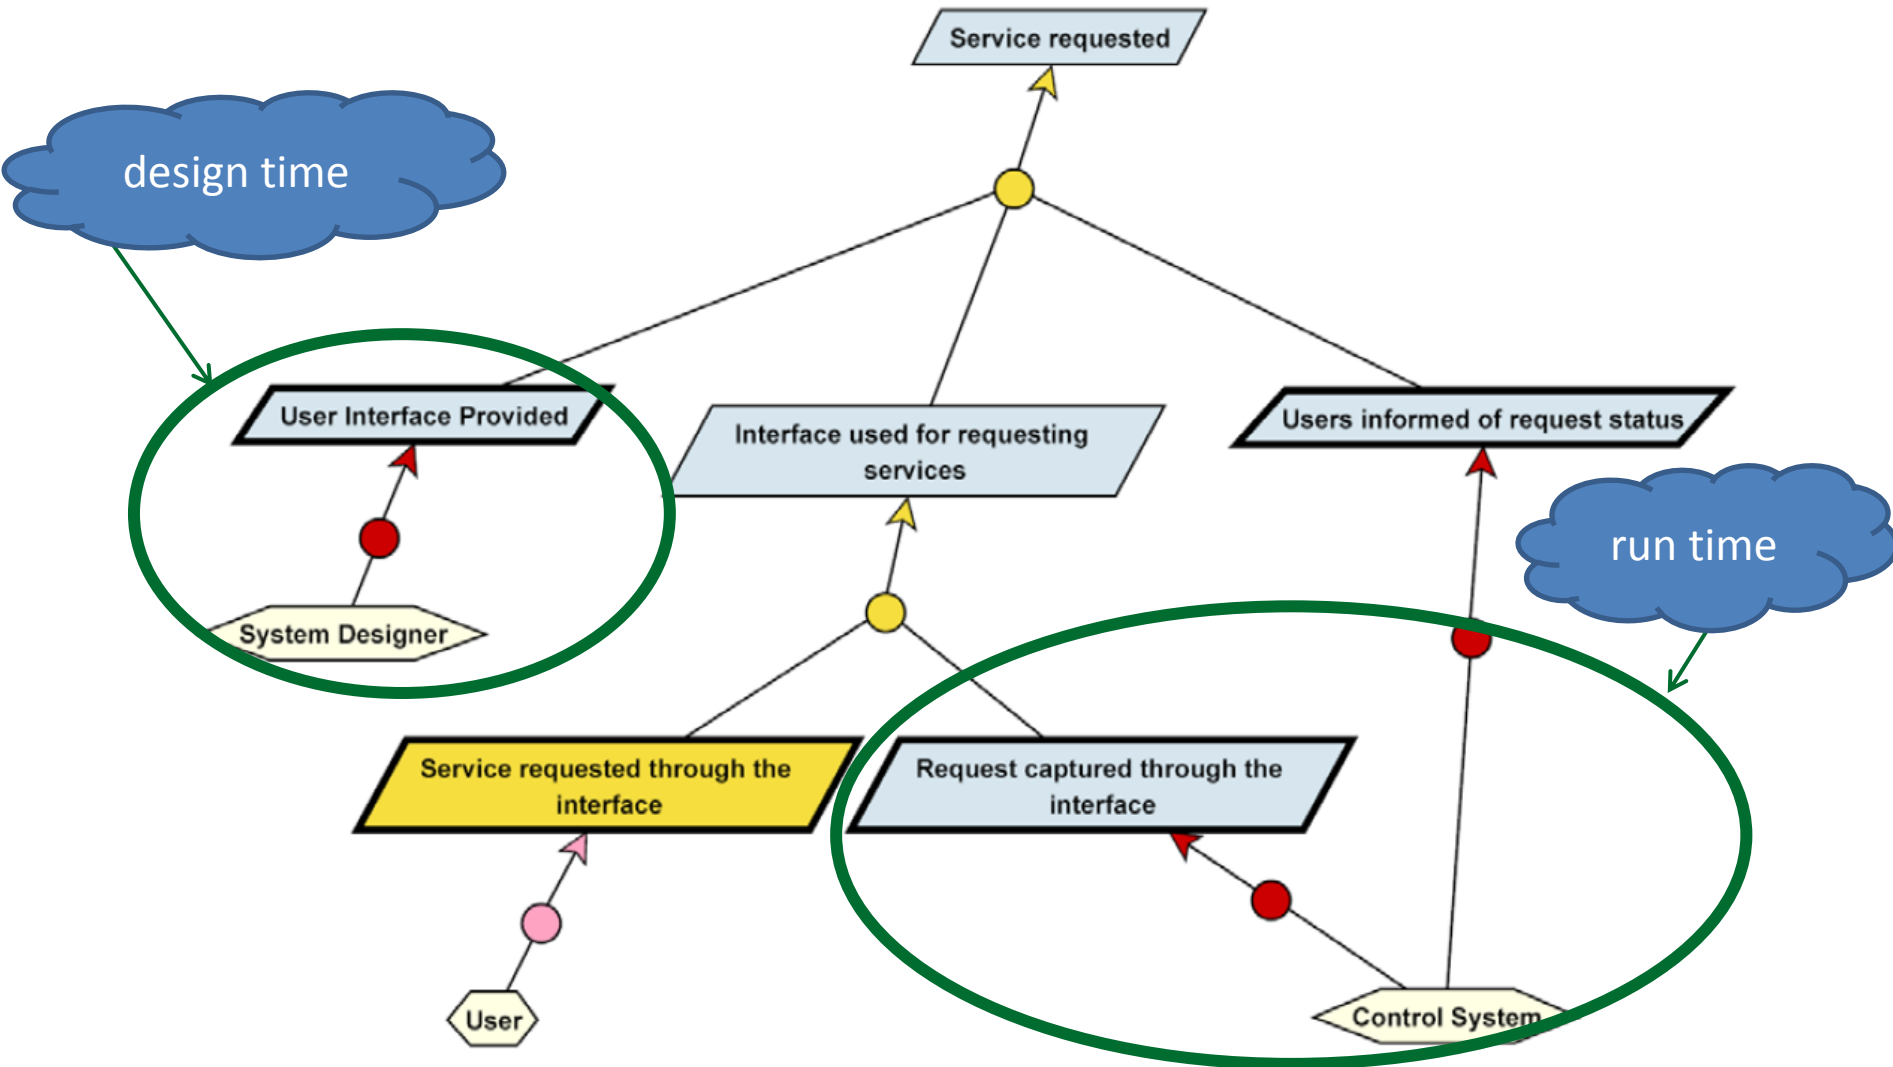 Service requested
design time
User Interface Provided
Interface used for requesting
services
Users informed of request status
run time
System Designer
Service requested through the
interface
Request captured through the
interface
User
Control System